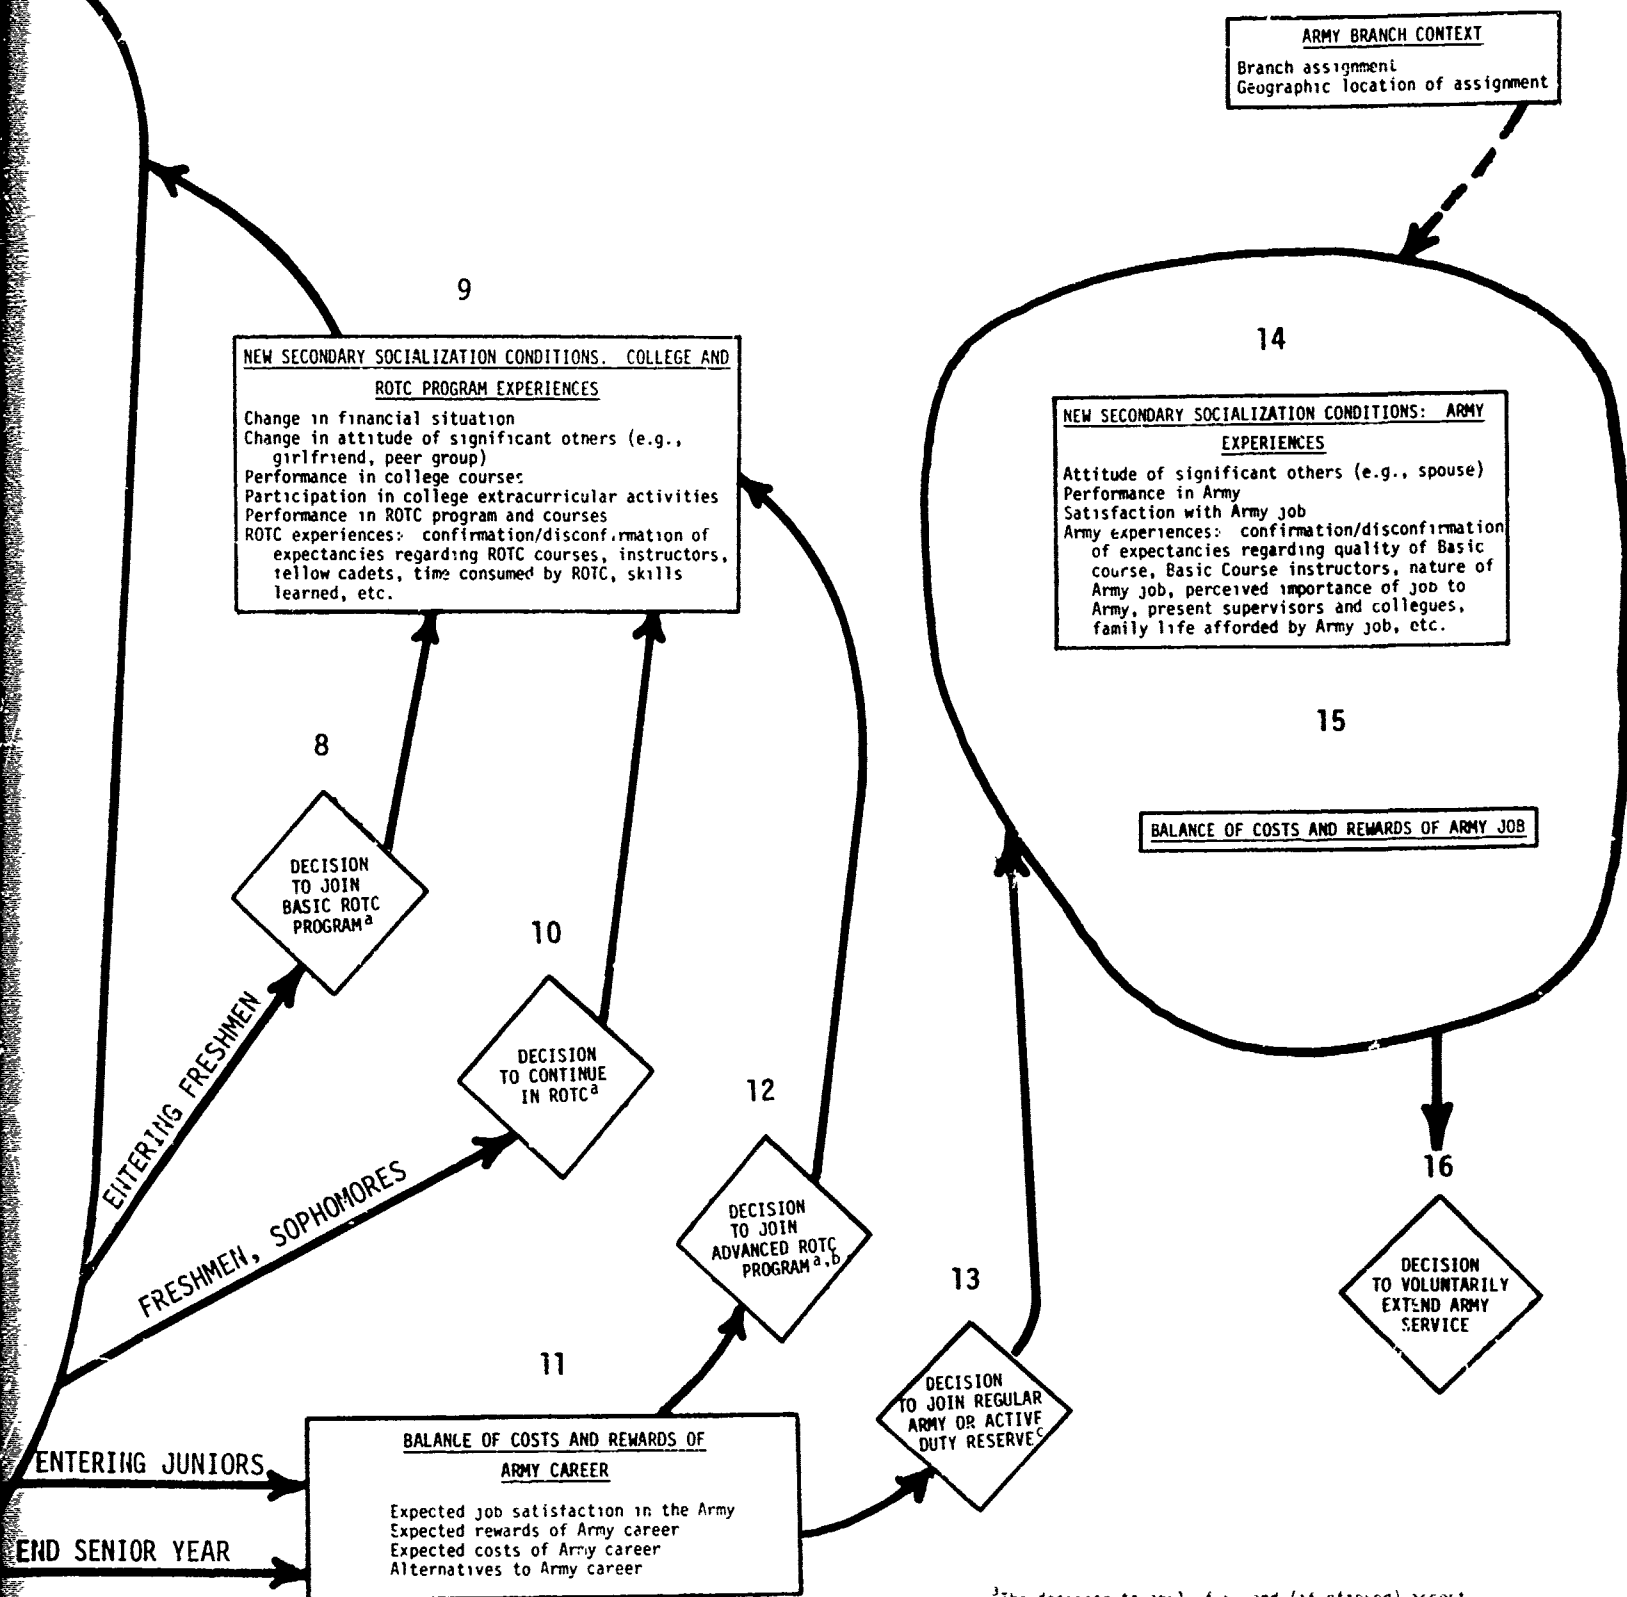 ARMY BRANCH CONTEXT
Branch assignment
Geographic location of assignment
9
NEW SECONDARY SOCIALIZATION CONDITIONS. COLLEGE AND
ROTC PROGRAM EXPERIENCES
Change in financial situation
Change in attitude of significant others (e.g.,
girlfriend, peer group)
Performance in college courses
Participation in college extracurricular activities
Performance in ROTC program and courses
ROTC experiences: confirmation/disconfirmation of
expectancies regarding ROTC courses, instructors,
fellow cadets, time consumed by ROTC, skills
learned, etc.
14
NEW SECONDARY SOCIALIZATION CONDITIONS: ARMY
EXPERIENCES
Attitude of significant others (e.g., spouse)
Performance in Army
Satisfaction with Army job
Army experiences: confirmation/disconfirmation
of expectancies regarding quality of Basic
course, Basic Course instructors, nature of
Army job, perceived importance of job to
Army, present supervisors and collegues,
family life afforded by Army job, etc.
15
BALANCE OF COSTS AND REWARDS OF ARMY JOB
8
DECISION
TO JOIN
BASIC ROTC
PROGRAMa
10
DECISION
TO CONTINUE
IN ROTCa
12
DECISION
TO JOIN
ADVANCED ROTC
PROGRAMa,b
13
DECISION
TO JOIN REGULAR
ARMY OR ACTIVE
DUTY RESERVEc
16
DECISION
TO VOLUNTARILY
EXTEND ARMY
SERVICE
ENTERING FRESHMEN
FRESHMEN, SOPHOMORES
ENTERING JUNIORS
END SENIOR YEAR
11
BALANCE OF COSTS AND REWARDS OF
ARMY CAREER
Expected job satisfaction in the Army
Expected rewards of Army career
Expected costs of Army career
Alternatives to Army career